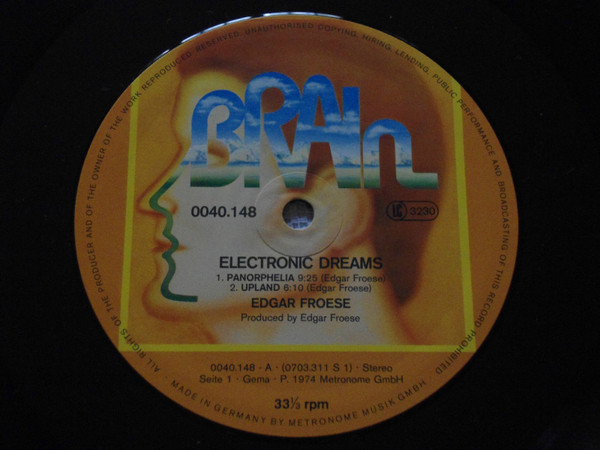 ALL RIGHTS OF THE PRODUCER AND OF THE OWNER OF THE WORK REPRODUCED RESERVED. UNAUTHORISED COPYING, HIRING, LENDING, PUBLIC PERFORMANCE AND BROADCASTING OF THIS RECORD PROHIBITED
BRAIn
0040.148
LC 3230
ELECTRONIC DREAMS
1. PANORPHELIA 9:25 (Edgar Froese)
2. UPLAND 6:10 (Edgar Froese)
EDGAR FROESE
Produced by Edgar Froese
0040.148 - A · (0703.311 S 1) · Stereo
Seite 1 · Gema · P. 1974 Metronome GmbH
33⅓ rpm
· MADE IN GERMANY BY METRONOME MUSIK GMBH ·